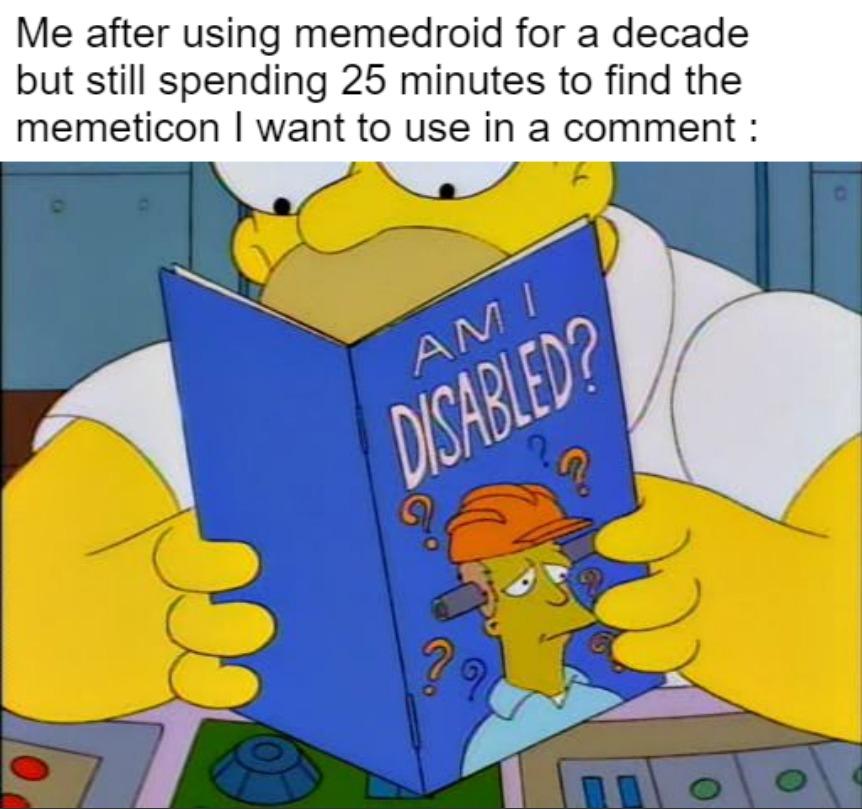 Me after using memedroid for a decade
but still spending 25 minutes to find the
memeticon I want to use in a comment :
AM I
DISABLED?
? ?
?
?
? ?
?